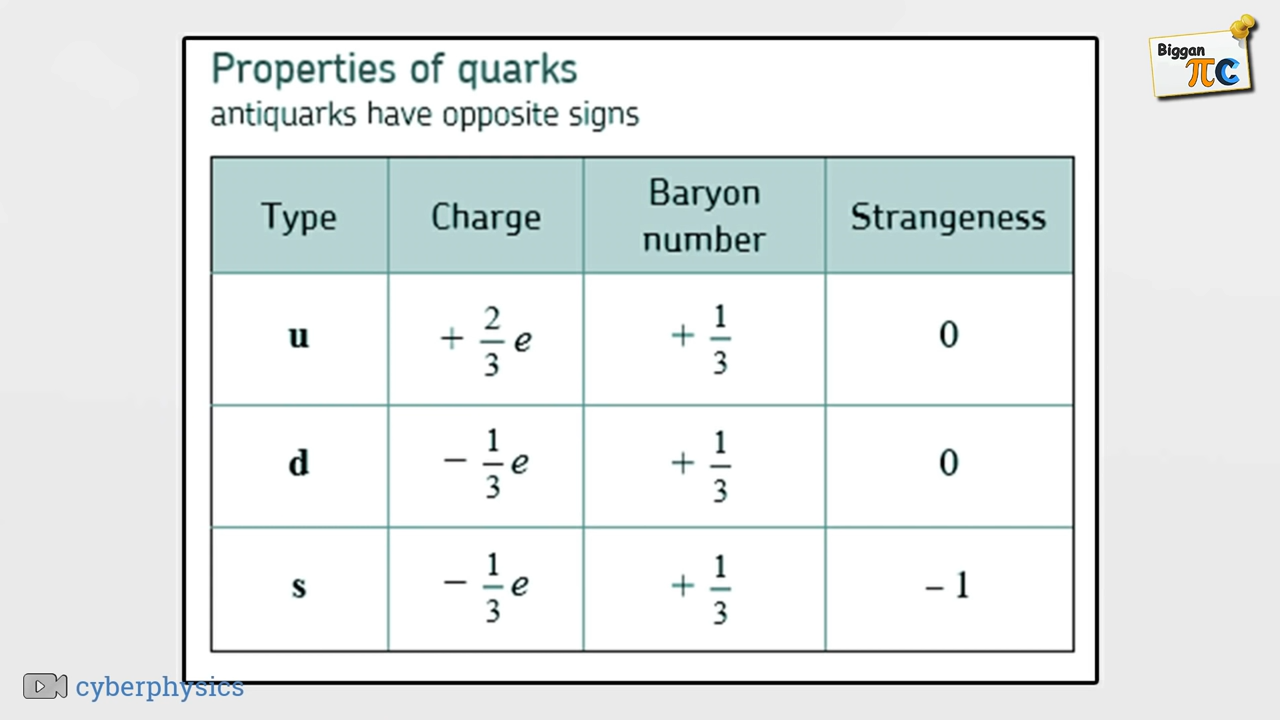 Properties of quarks
antiquarks have opposite signs
Type Charge Baryon number Strangeness
u + 2/3 e + 1/3 0
d − 1/3 e + 1/3 0
s − 1/3 e + 1/3 − 1
Biggan
πC
cyberphysics